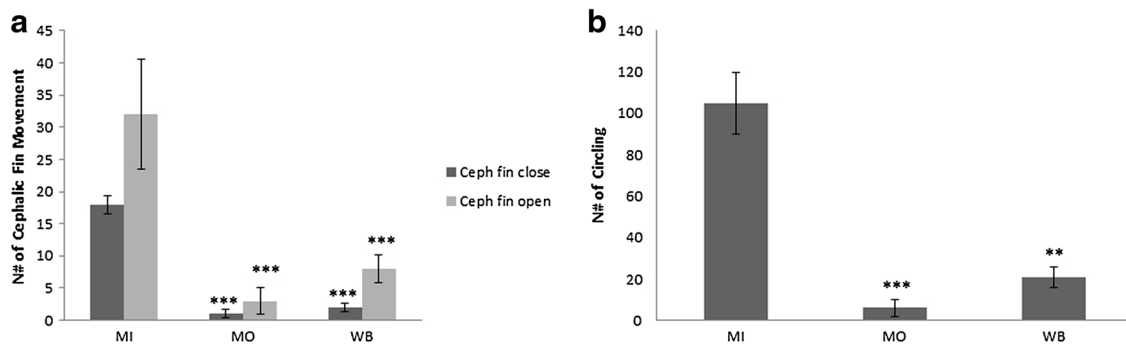 a
N# of Cephalic Fin Movement
45
40
35
30
25
20
15
10
5
0
***
***
***
***
MI
MO
WB
Ceph fin close
Ceph fin open
b
N# of Circling
140
120
100
80
60
40
20
0
***
**
MI
MO
WB